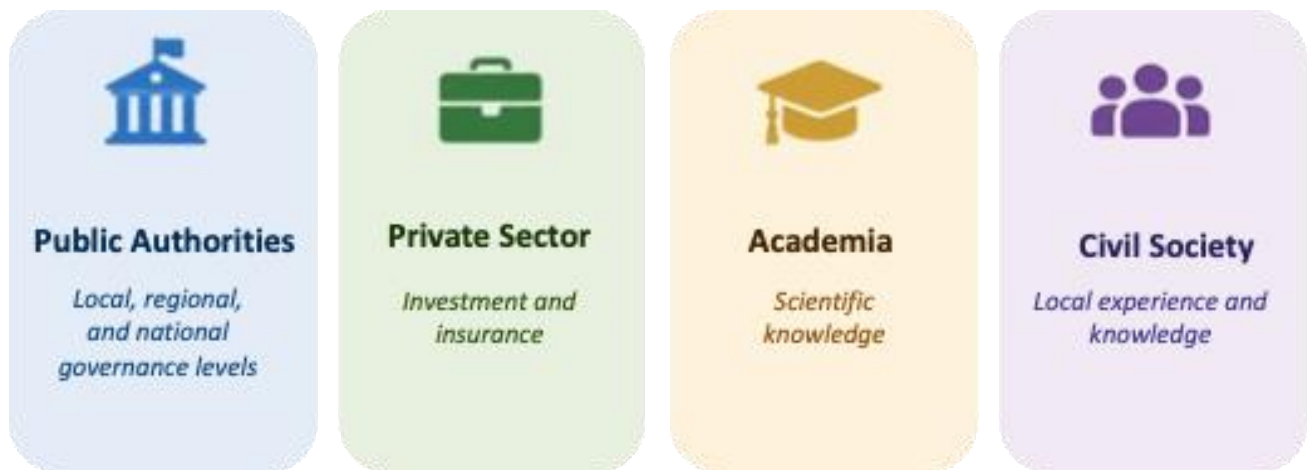 Public Authorities
Local, regional,
and national
governance levels
Private Sector
Investment and
insurance
Academia
Scientific
knowledge
Civil Society
Local experience and
knowledge